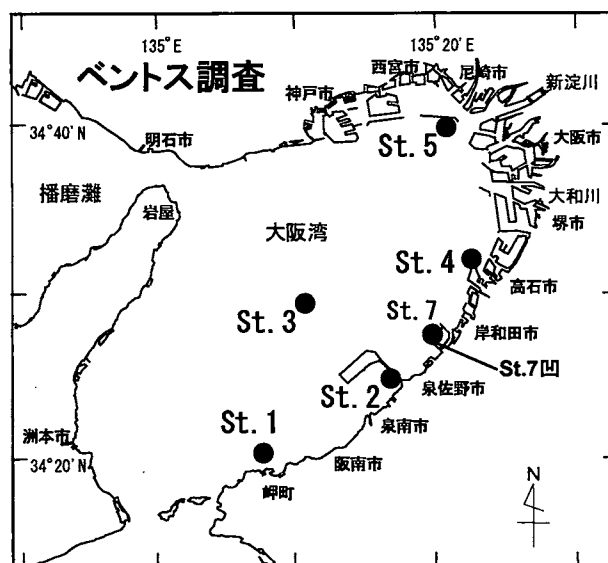 135°E
135°20′E
ベントス調査
西宮市
尼崎市
新淀川
神戸市
34°40′N
明石市
St.5
大阪市
播磨灘
大和川
岩屋
大阪湾
堺市
St.4
高石市
St.3
St.7
岸和田市
St.7凹
St.2
泉佐野市
泉南市
St.1
洲本市
阪南市
34°20′N
岬町
N